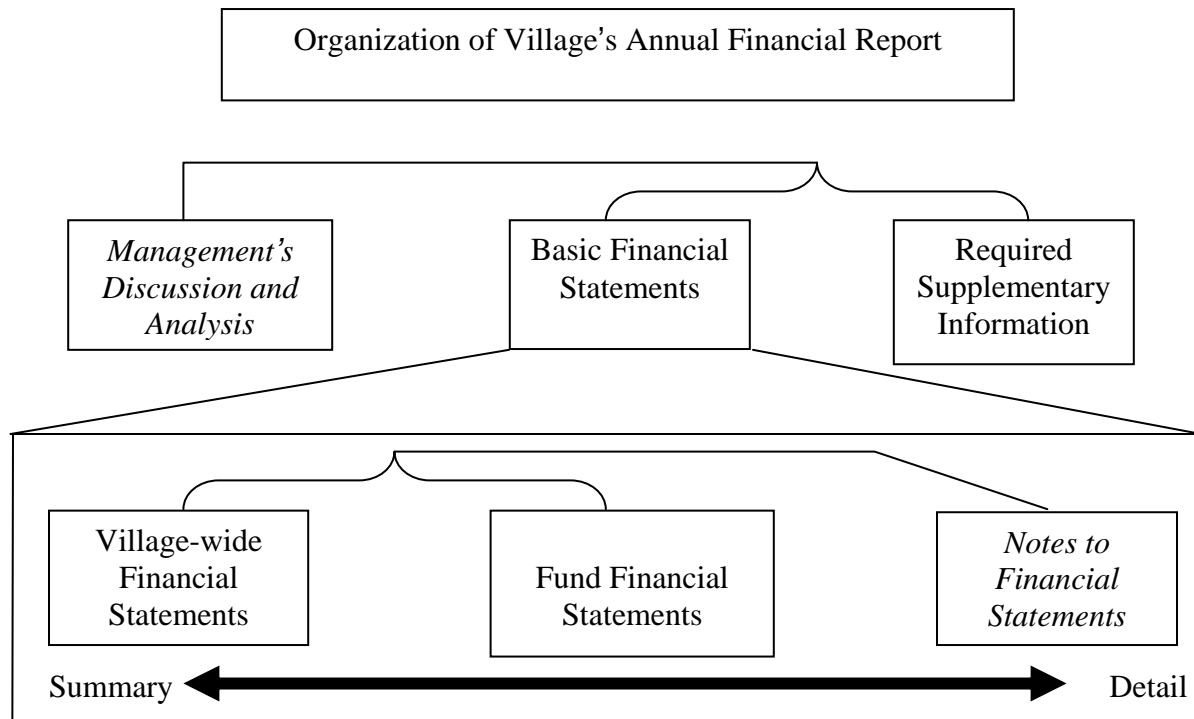 Organization of Village's Annual Financial Report
Management's
Discussion and
Analysis
Basic Financial
Statements
Required
Supplementary
Information
Village-wide
Financial
Statements
Fund Financial
Statements
Notes to
Financial
Statements
Summary
Detail